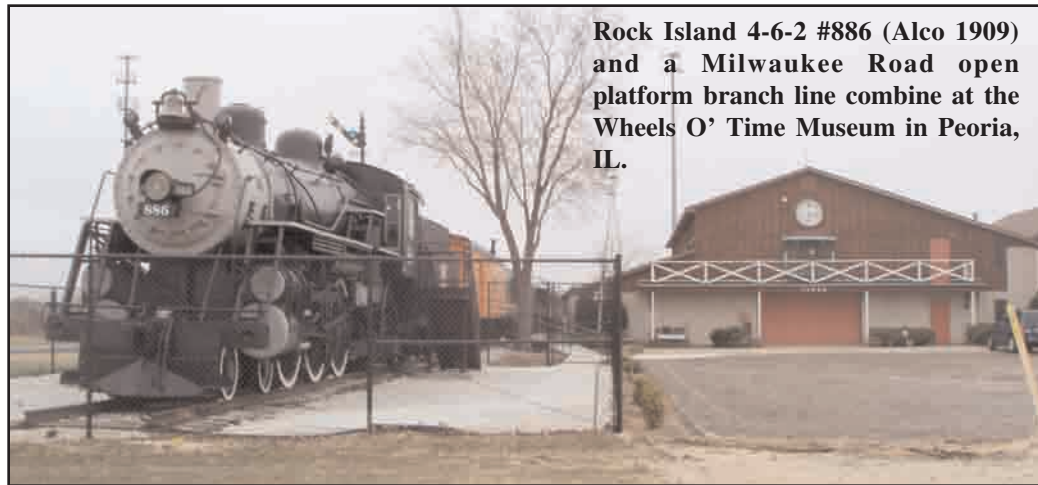 Rock Island 4-6-2 #886 (Alco 1909)
and a Milwaukee Road open
platform branch line combine at the
Wheels O' Time Museum in Peoria,
IL.
886